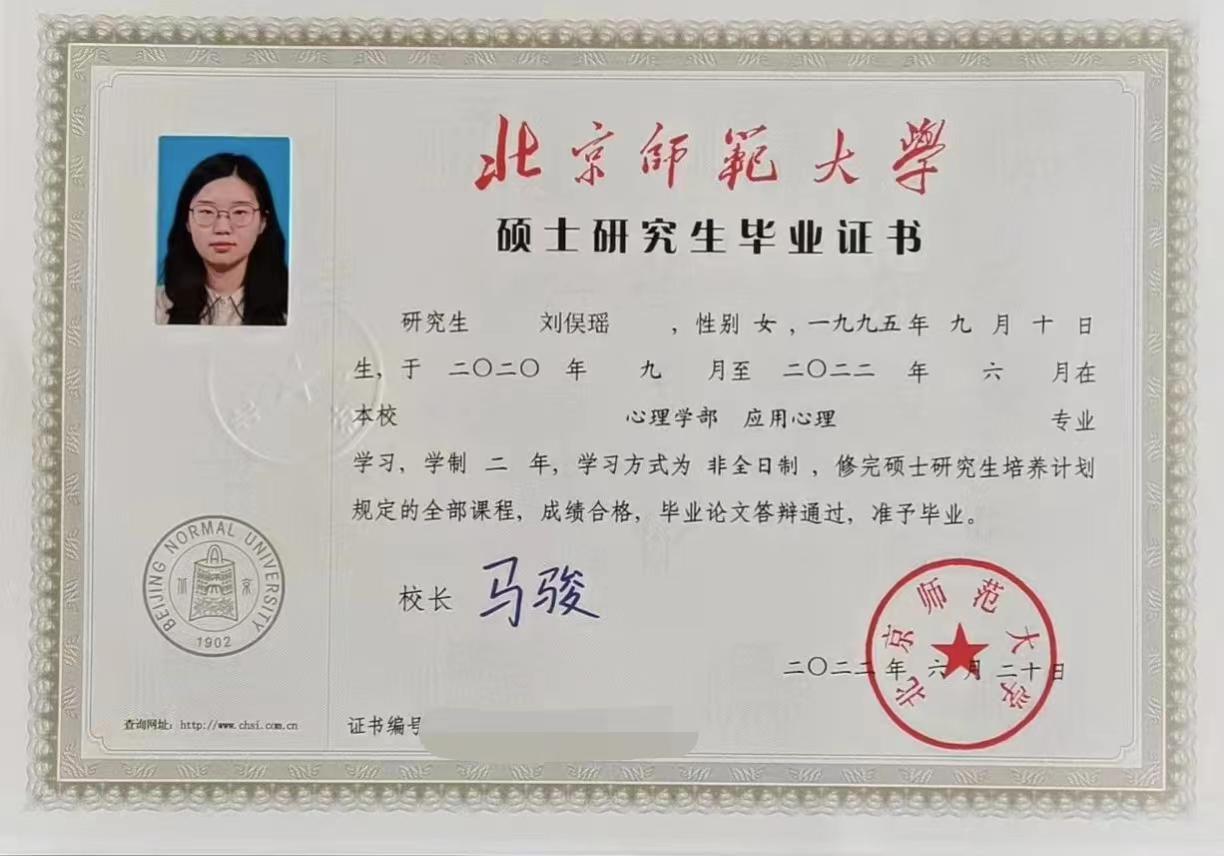 北京师范大学
硕士研究生毕业证书
研究生 刘俣瑶 ，性别 女，一九九五年 九 月 十 日
生，于 二〇二〇 年 九 月至 二〇二二 年 六 月在
本校 心理学部 应用心理 专业
学习，学制 二 年，学习方式为 非全日制，修完硕士研究生培养计划
规定的全部课程，成绩合格，毕业论文答辩通过，准予毕业。
校长 马骏
二〇二二年 六 月 二十 日
北京师范大学
BEIJING NORMAL UNIVERSITY
北京
1902
查询网址：http://www.chsi.com.cn
证书编号